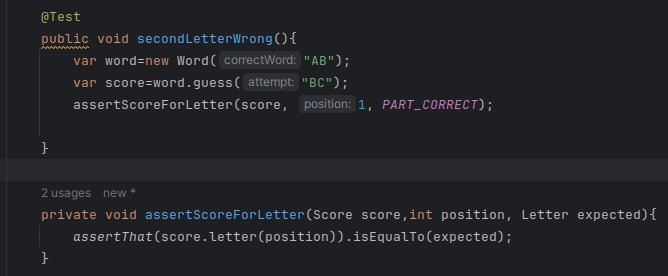 @Test
public void secondLetterWrong(){
var word=new Word( correctWord: "AB");
var score=word.guess( attempt: "BC");
assertScoreForLetter(score, position: 1, PART_CORRECT);
}
2 usages new *
private void assertScoreForLetter(Score score,int position, Letter expected){
assertThat(score.letter(position)).isEqualTo(expected);
}